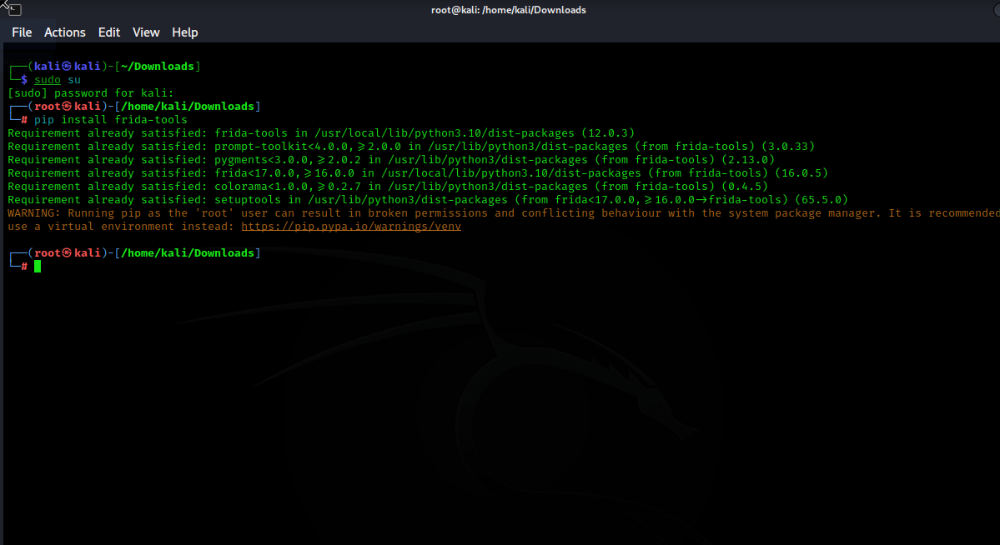 root@kali: /home/kali/Downloads
File Actions Edit View Help
┌──(kali㉿kali)-[~/Downloads]
└─$ sudo su
[sudo] password for kali:
┌──(root㉿kali)-[/home/kali/Downloads]
└─# pip install frida-tools
Requirement already satisfied: frida-tools in /usr/local/lib/python3.10/dist-packages (12.0.3)
Requirement already satisfied: prompt-toolkit<4.0.0,>=2.0.0 in /usr/lib/python3/dist-packages (from frida-tools) (3.0.33)
Requirement already satisfied: pygments<3.0.0,>=2.0.2 in /usr/lib/python3/dist-packages (from frida-tools) (2.13.0)
Requirement already satisfied: frida<17.0.0,>=16.0.0 in /usr/local/lib/python3.10/dist-packages (from frida-tools) (16.0.5)
Requirement already satisfied: colorama<1.0.0,>=0.2.7 in /usr/lib/python3/dist-packages (from frida-tools) (0.4.5)
Requirement already satisfied: setuptools in /usr/lib/python3/dist-packages (from frida<17.0.0,>=16.0.0->frida-tools) (65.5.0)
WARNING: Running pip as the 'root' user can result in broken permissions and conflicting behaviour with the system package manager. It is recommended
use a virtual environment instead: https://pip.pypa.io/warnings/venv
┌──(root㉿kali)-[/home/kali/Downloads]
└─#